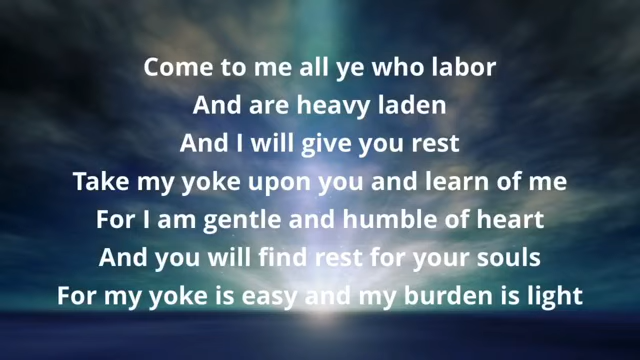 Come to me all ye who labor
And are heavy laden
And I will give you rest
Take my yoke upon you and learn of me
For I am gentle and humble of heart
And you will find rest for your souls
For my yoke is easy and my burden is light